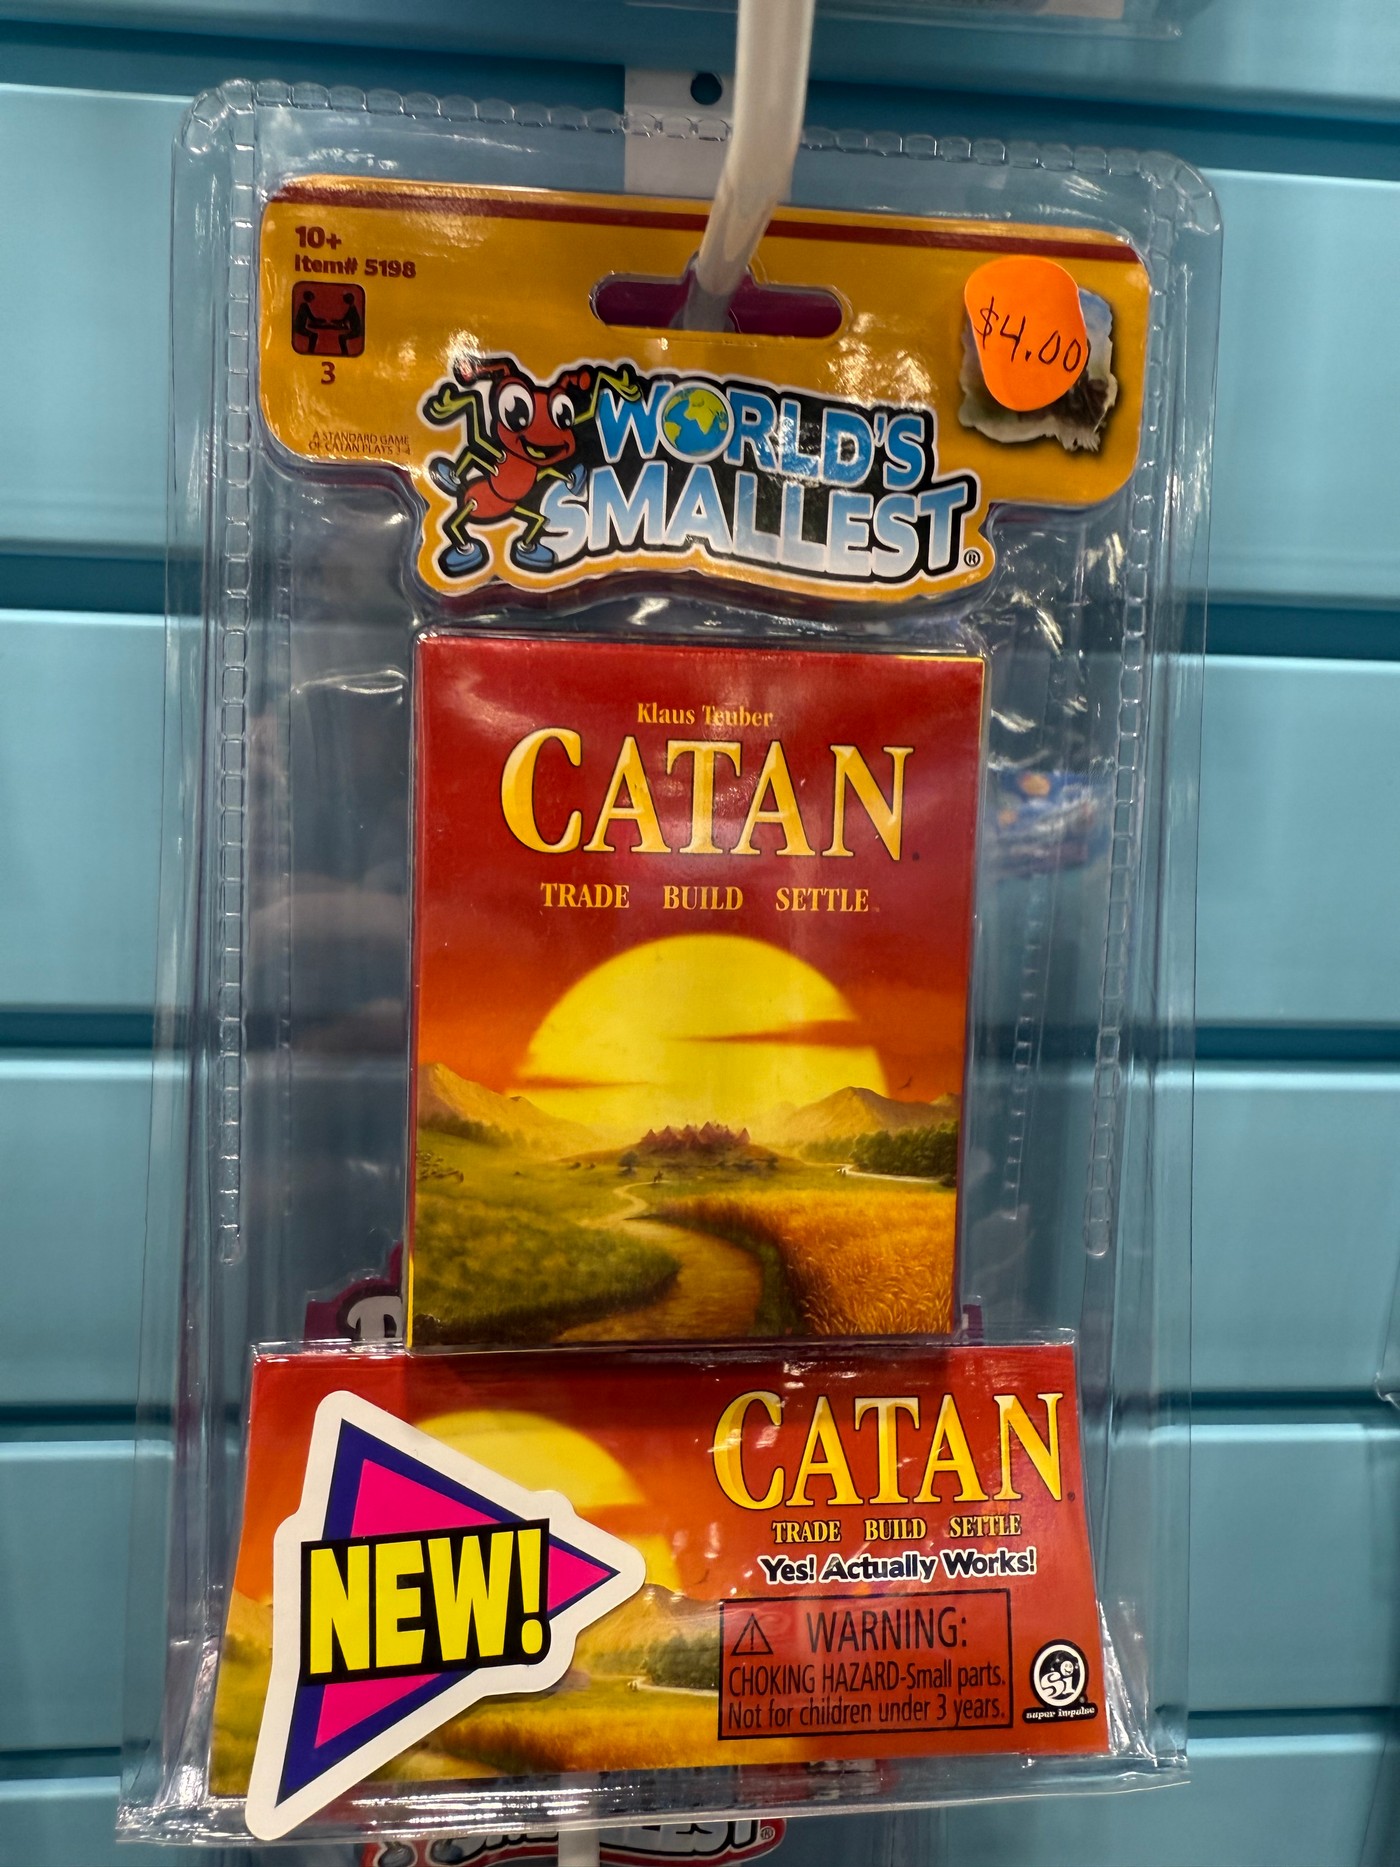 10+
Item# 5198
3
A STANDARD GAME
OF CATAN PLAYS 3-4
$4.00
WORLD'S
SMALLEST®
Klaus Teuber
CATAN
TRADE BUILD SETTLE
CATAN
TRADE BUILD SETTLE
Yes! Actually Works!
NEW!
WARNING:
CHOKING HAZARD-Small parts.
Not for children under 3 years.
Si
super impulse